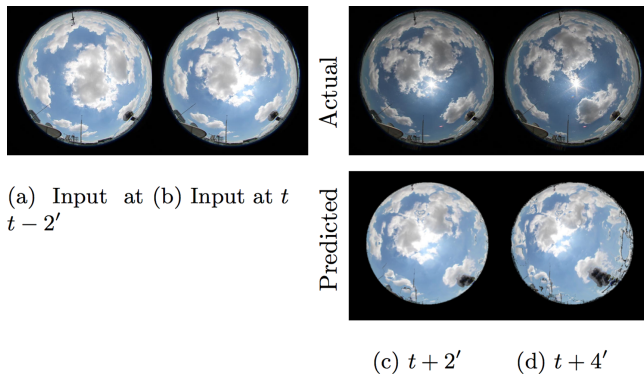 Actual
(a) Input at (b) Input at t
t − 2′
Predicted
(c) t + 2′ (d) t + 4′